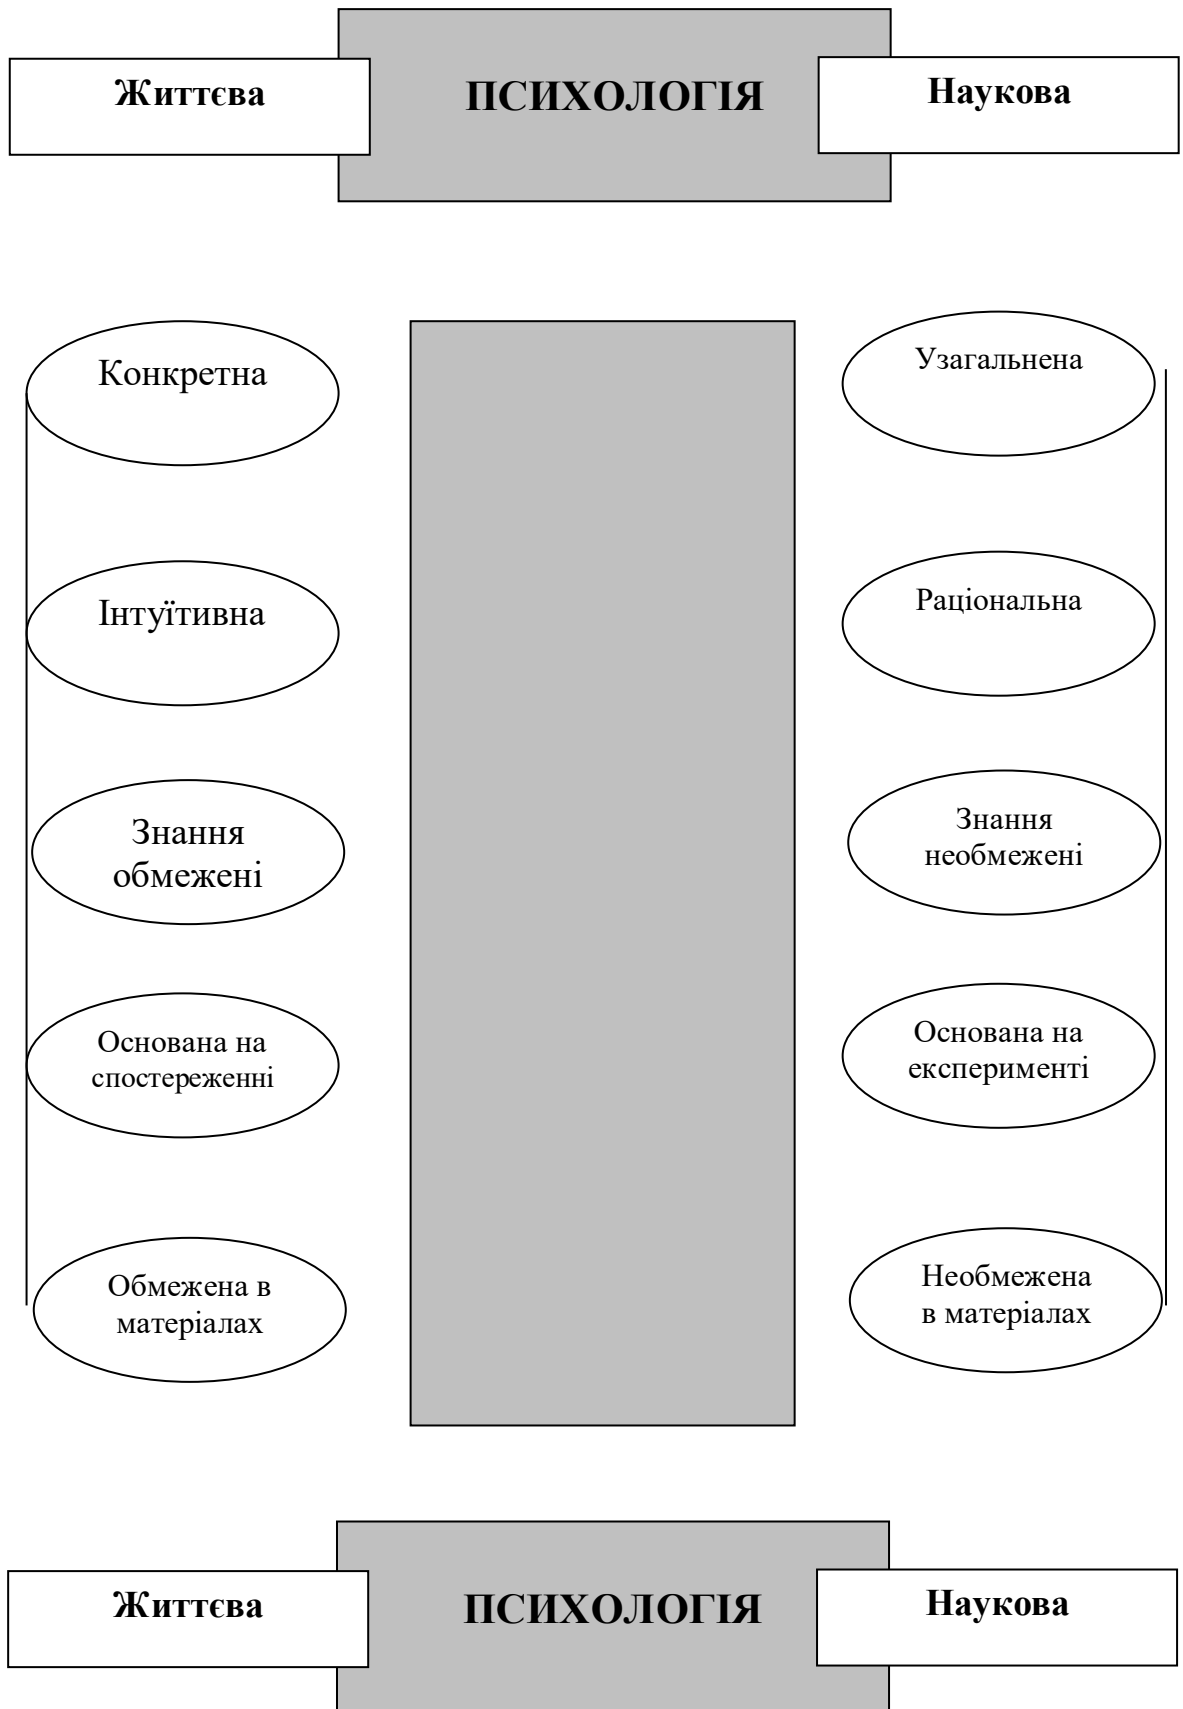 Життєва
ПСИХОЛОГІЯ
Наукова
Конкретна
Узагальнена
Інтуїтивна
Раціональна
Знання
обмежені
Знання
необмежені
Основана на
спостереженні
Основана на
експерименті
Обмежена в
матеріалах
Необмежена
в матеріалах
Життєва
ПСИХОЛОГІЯ
Наукова